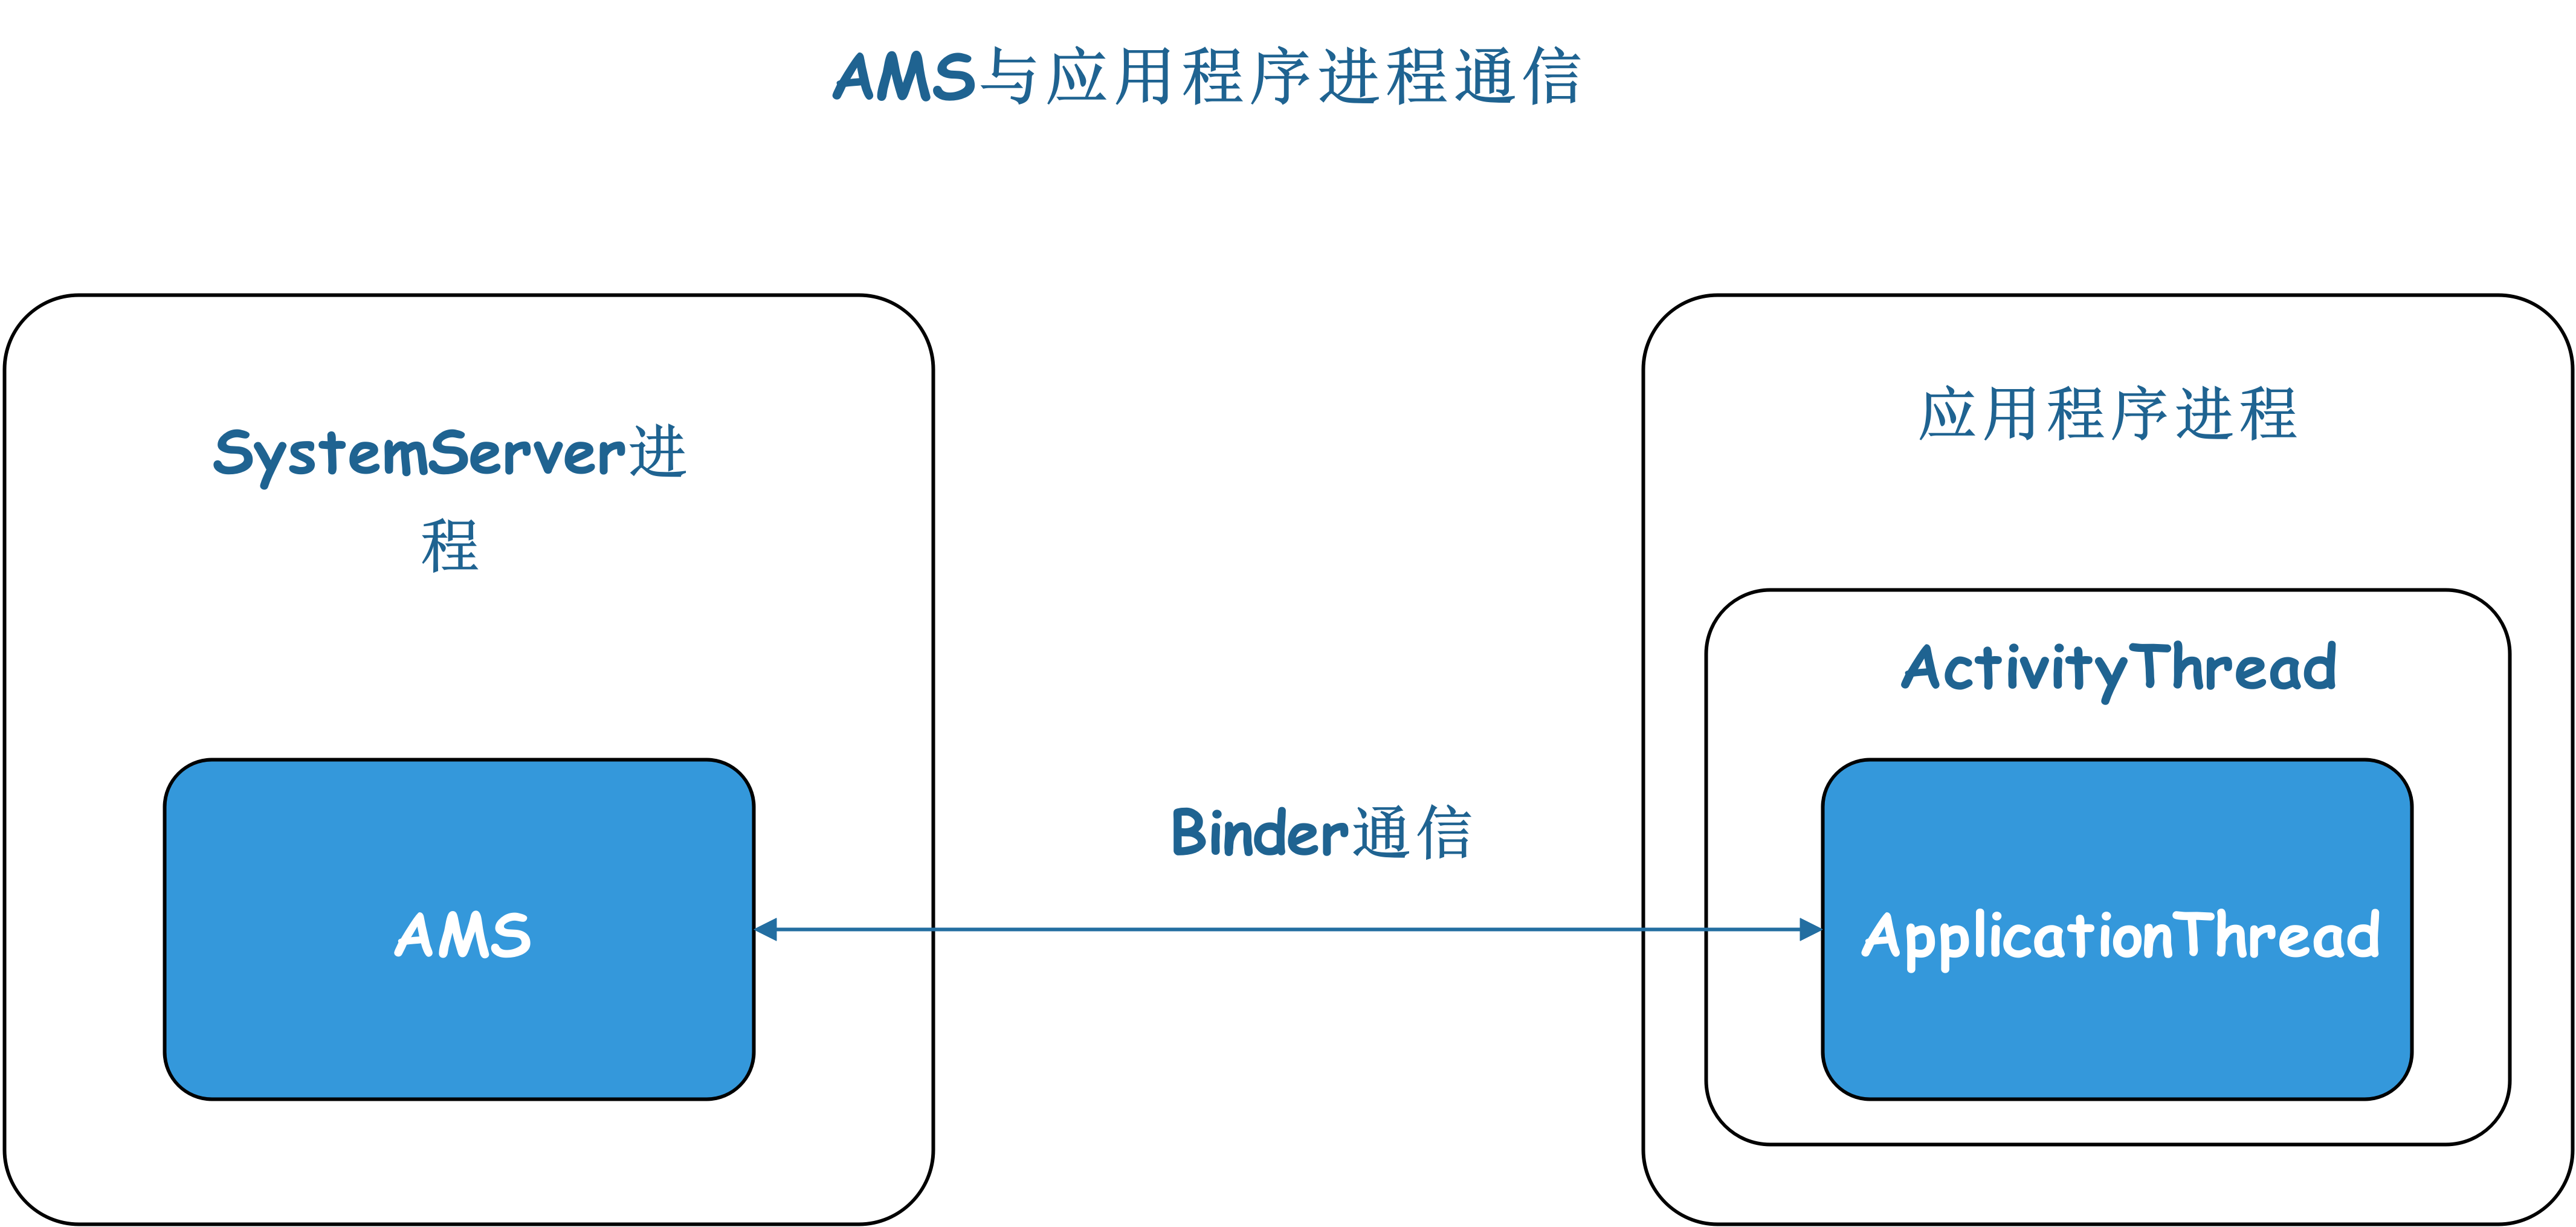 AMS与应用程序进程通信
SystemServer进
程
AMS
Binder通信
应用程序进程
ActivityThread
ApplicationThread